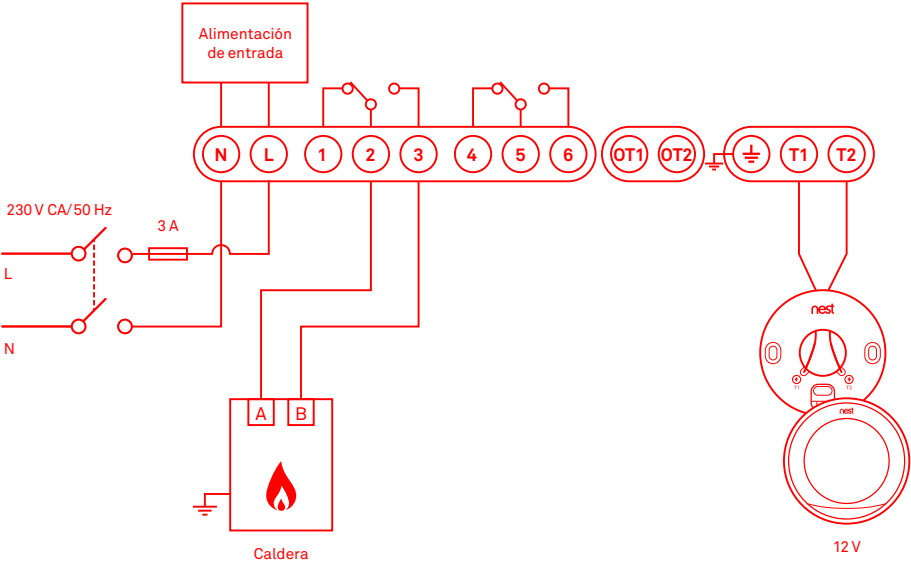 Alimentación
de entrada
N L 1 2 3 4 5 6 OT1 OT2 T1 T2
230 V CA/50 Hz
3 A
L
N
nest
T1 T2
nest
A B
Caldera
12 V